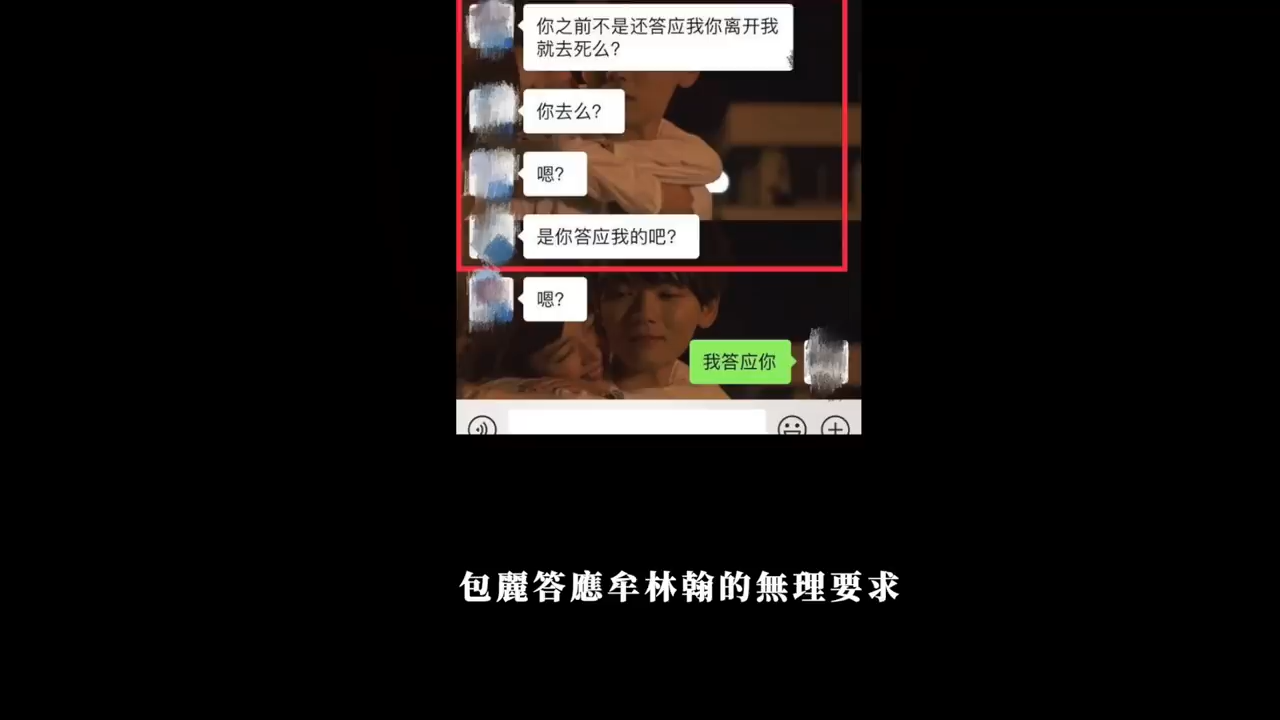 你之前不是还答应我你离开我
就去死么?
你去么?
嗯?
是你答应我的吧?
嗯?
我答应你
包麗答應牟林翰的無理要求